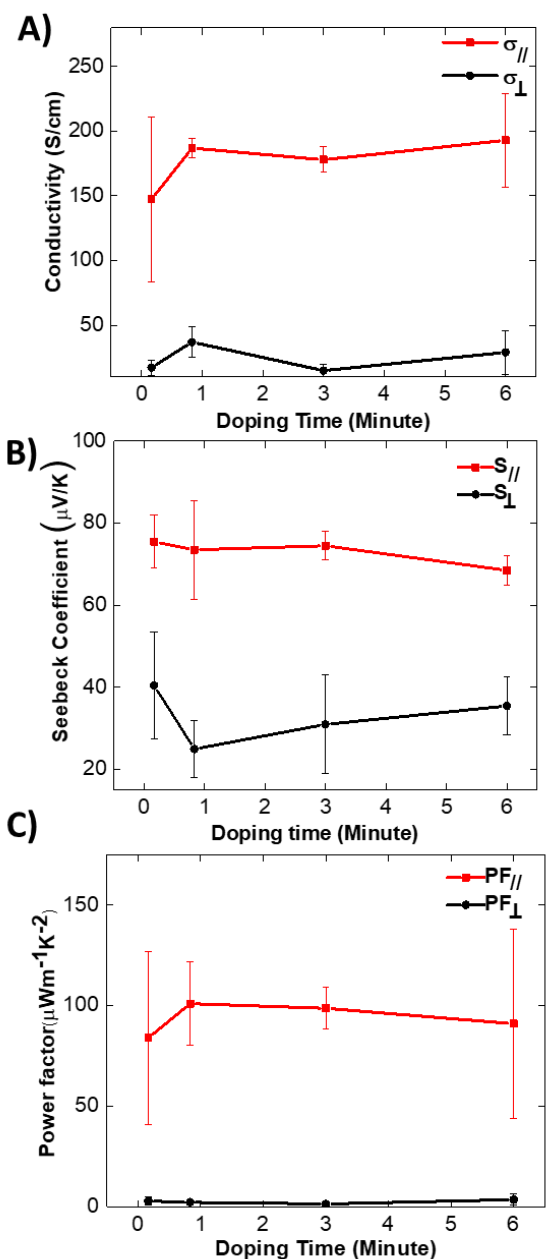 A)
σ//
σ⊥
250
200
150
100
50
Conductivity (S/cm)
0 1 2 3 4 5 6
Doping Time (Minute)
B)
S//
S⊥
100
80
60
40
20
Seebeck Coefficient (μV/K)
0 1 2 3 4 5 6
Doping time (Minute)
C)
PF//
PF⊥
150
100
50
0
Power factor(μWm⁻¹K⁻²)
0 1 2 3 4 5 6
Doping Time (Minute)